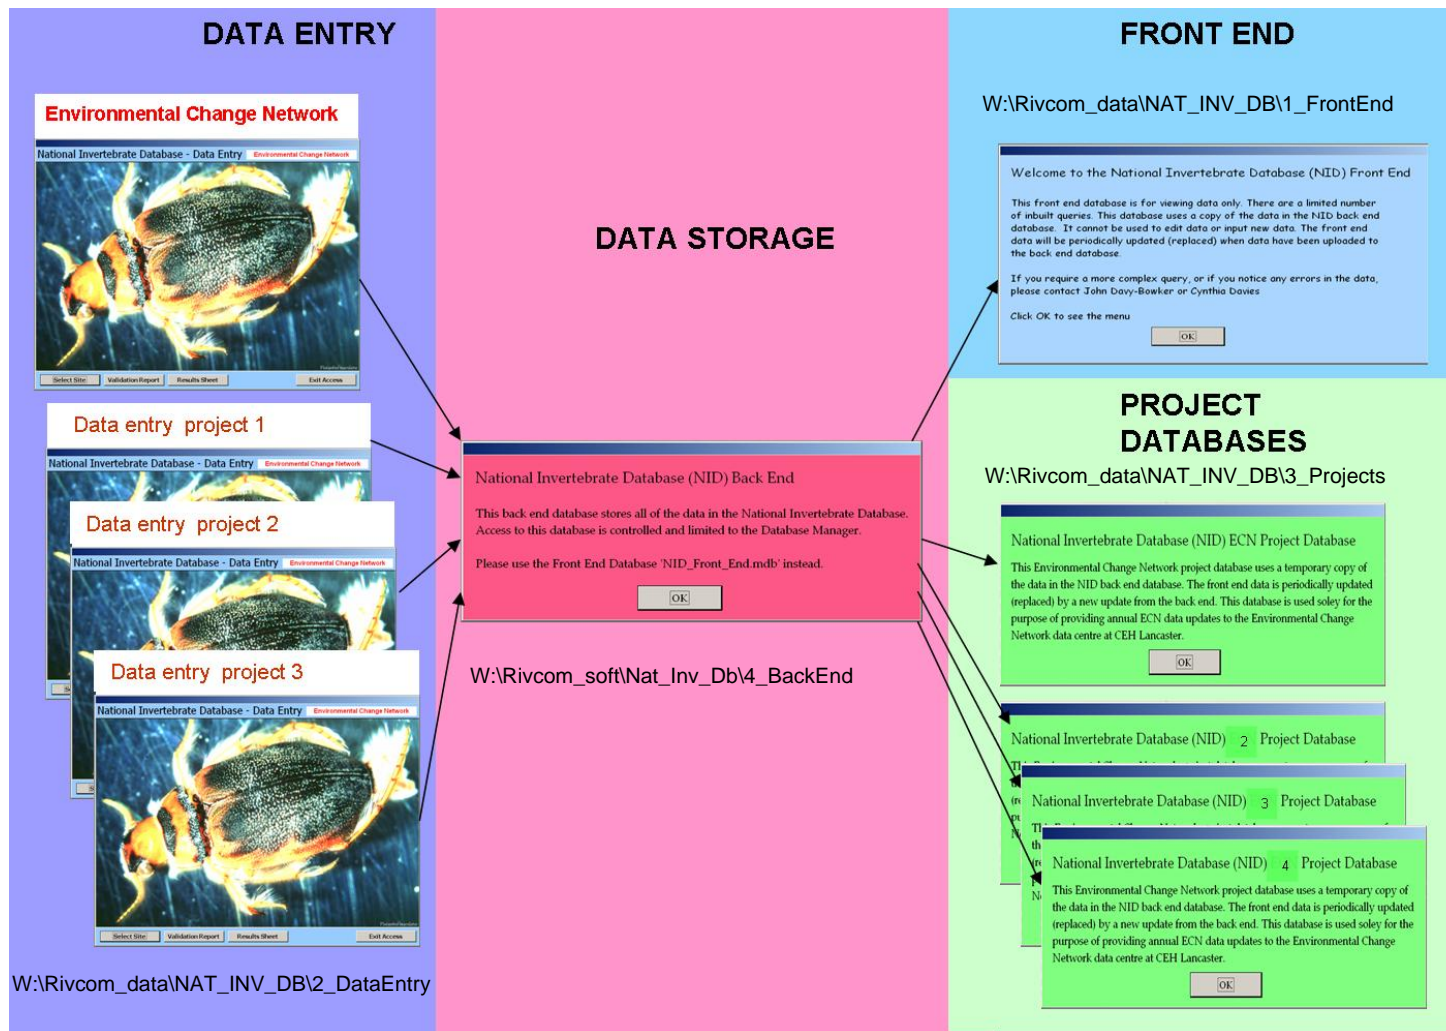 DATA ENTRY
Environmental Change Network
National Invertebrate Database - Data Entry Environmental Change Network
Select Site Validation Report Results Sheet Exit Access
Data entry project 1
National Invertebrate Database - Data Entry Environmental Change Network
Data entry project 2
National Invertebrate Database - Data Entry Environmental Change Network
Data entry project 3
National Invertebrate Database - Data Entry Environmental Change Network
Select Site Validation Report Results Sheet Exit Access
W:\Rivcom_data\NAT_INV_DB\2_DataEntry
DATA STORAGE
National Invertebrate Database (NID) Back End
This back end database stores all of the data in the National Invertebrate Database.
Access to this database is controlled and limited to the Database Manager.
Please use the Front End Database 'NID_Front_End.mdb' instead.
OK
W:\Rivcom_soft\Nat_Inv_Db\4_BackEnd
FRONT END
W:\Rivcom_data\NAT_INV_DB\1_FrontEnd
Welcome to the National Invertebrate Database (NID) Front End
This front end database is for viewing data only. There are a limited number
of inbuilt queries. This database uses a copy of the data in the NID back end
database. It cannot be used to edit data or input new data. The front end
data will be periodically updated (replaced) when data have been uploaded to
the back end database.
If you require a more complex query, or if you notice any errors in the data,
please contact John Davy-Bowker or Cynthia Davies
Click OK to see the menu
OK
PROJECT
DATABASES
W:\Rivcom_data\NAT_INV_DB\3_Projects
National Invertebrate Database (NID) ECN Project Database
This Environmental Change Network project database uses a temporary copy of
the data in the NID back end database. The front end data is periodically updated
(replaced) by a new update from the back end. This database is used soley for the
purpose of providing annual ECN data updates to the Environmental Change
Network data centre at CEH Lancaster.
OK
National Invertebrate Database (NID) 2 Project Database
National Invertebrate Database (NID) 3 Project Database
National Invertebrate Database (NID) 4 Project Database
This Environmental Change Network project database uses a temporary copy of
the data in the NID back end database. The front end data is periodically updated
(replaced) by a new update from the back end. This database is used soley for the
purpose of providing annual ECN data updates to the Environmental Change
Network data centre at CEH Lancaster.
OK